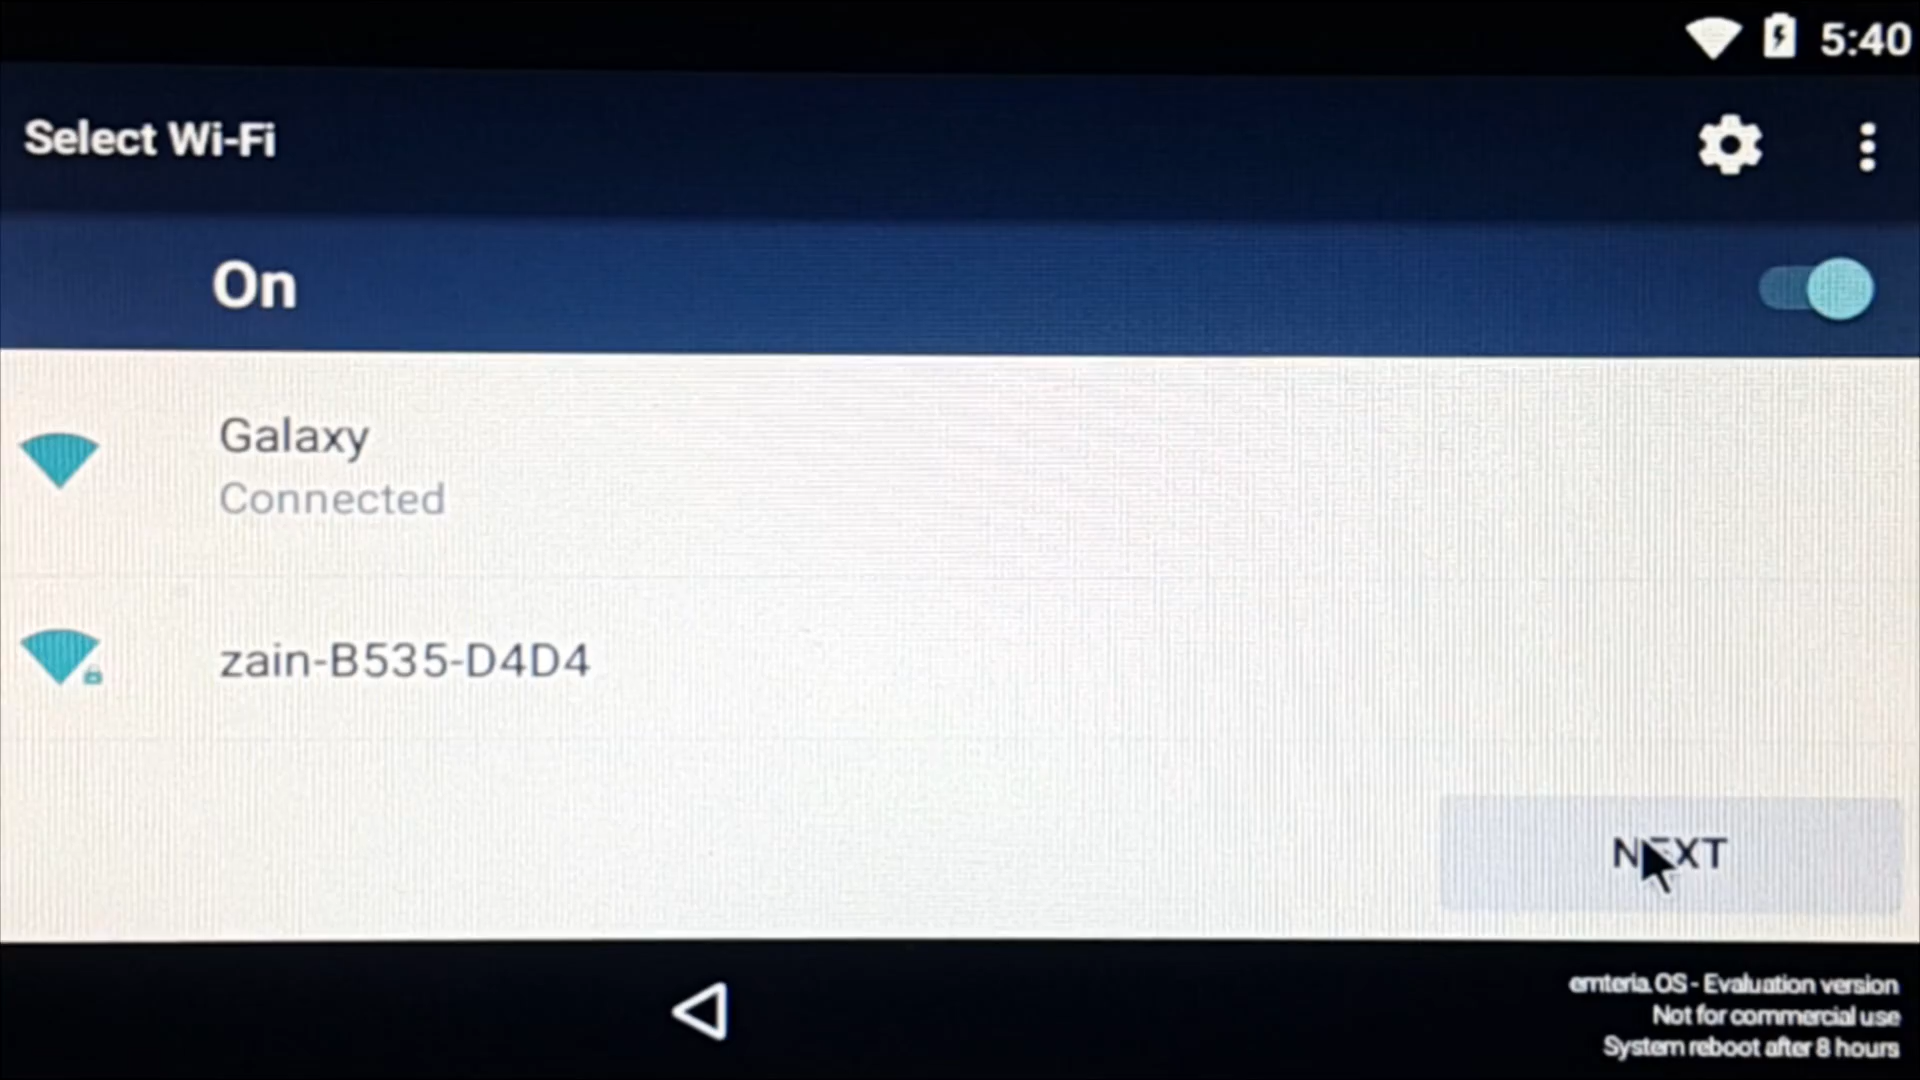 5:40
Select Wi-Fi
On
Galaxy
Connected
zain-B535-D4D4
NEXT
emteria.OS - Evaluation version
Not for commercial use
System reboot after 8 hours